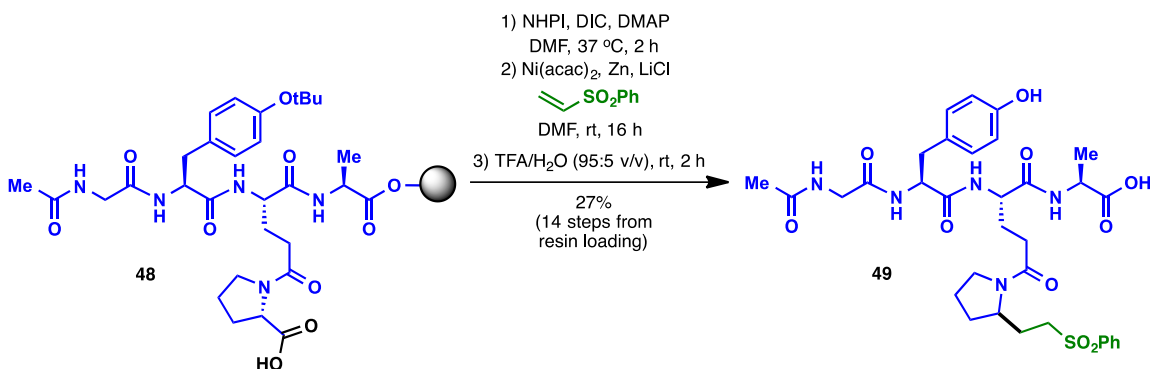 1) NHPI, DIC, DMAP
DMF, 37 ºC, 2 h
2) Ni(acac)2, Zn, LiCl
SO2Ph
DMF, rt, 16 h
3) TFA/H2O (95:5 v/v), rt, 2 h
27%
(14 steps from
resin loading)
OtBu
Me
O
H
N
O
N
H
O
H
N
O
N
H
Me
O
O
N
O
O
HO
48
OH
Me
O
H
N
O
N
H
O
H
N
O
N
H
Me
O
OH
N
O
SO2Ph
49